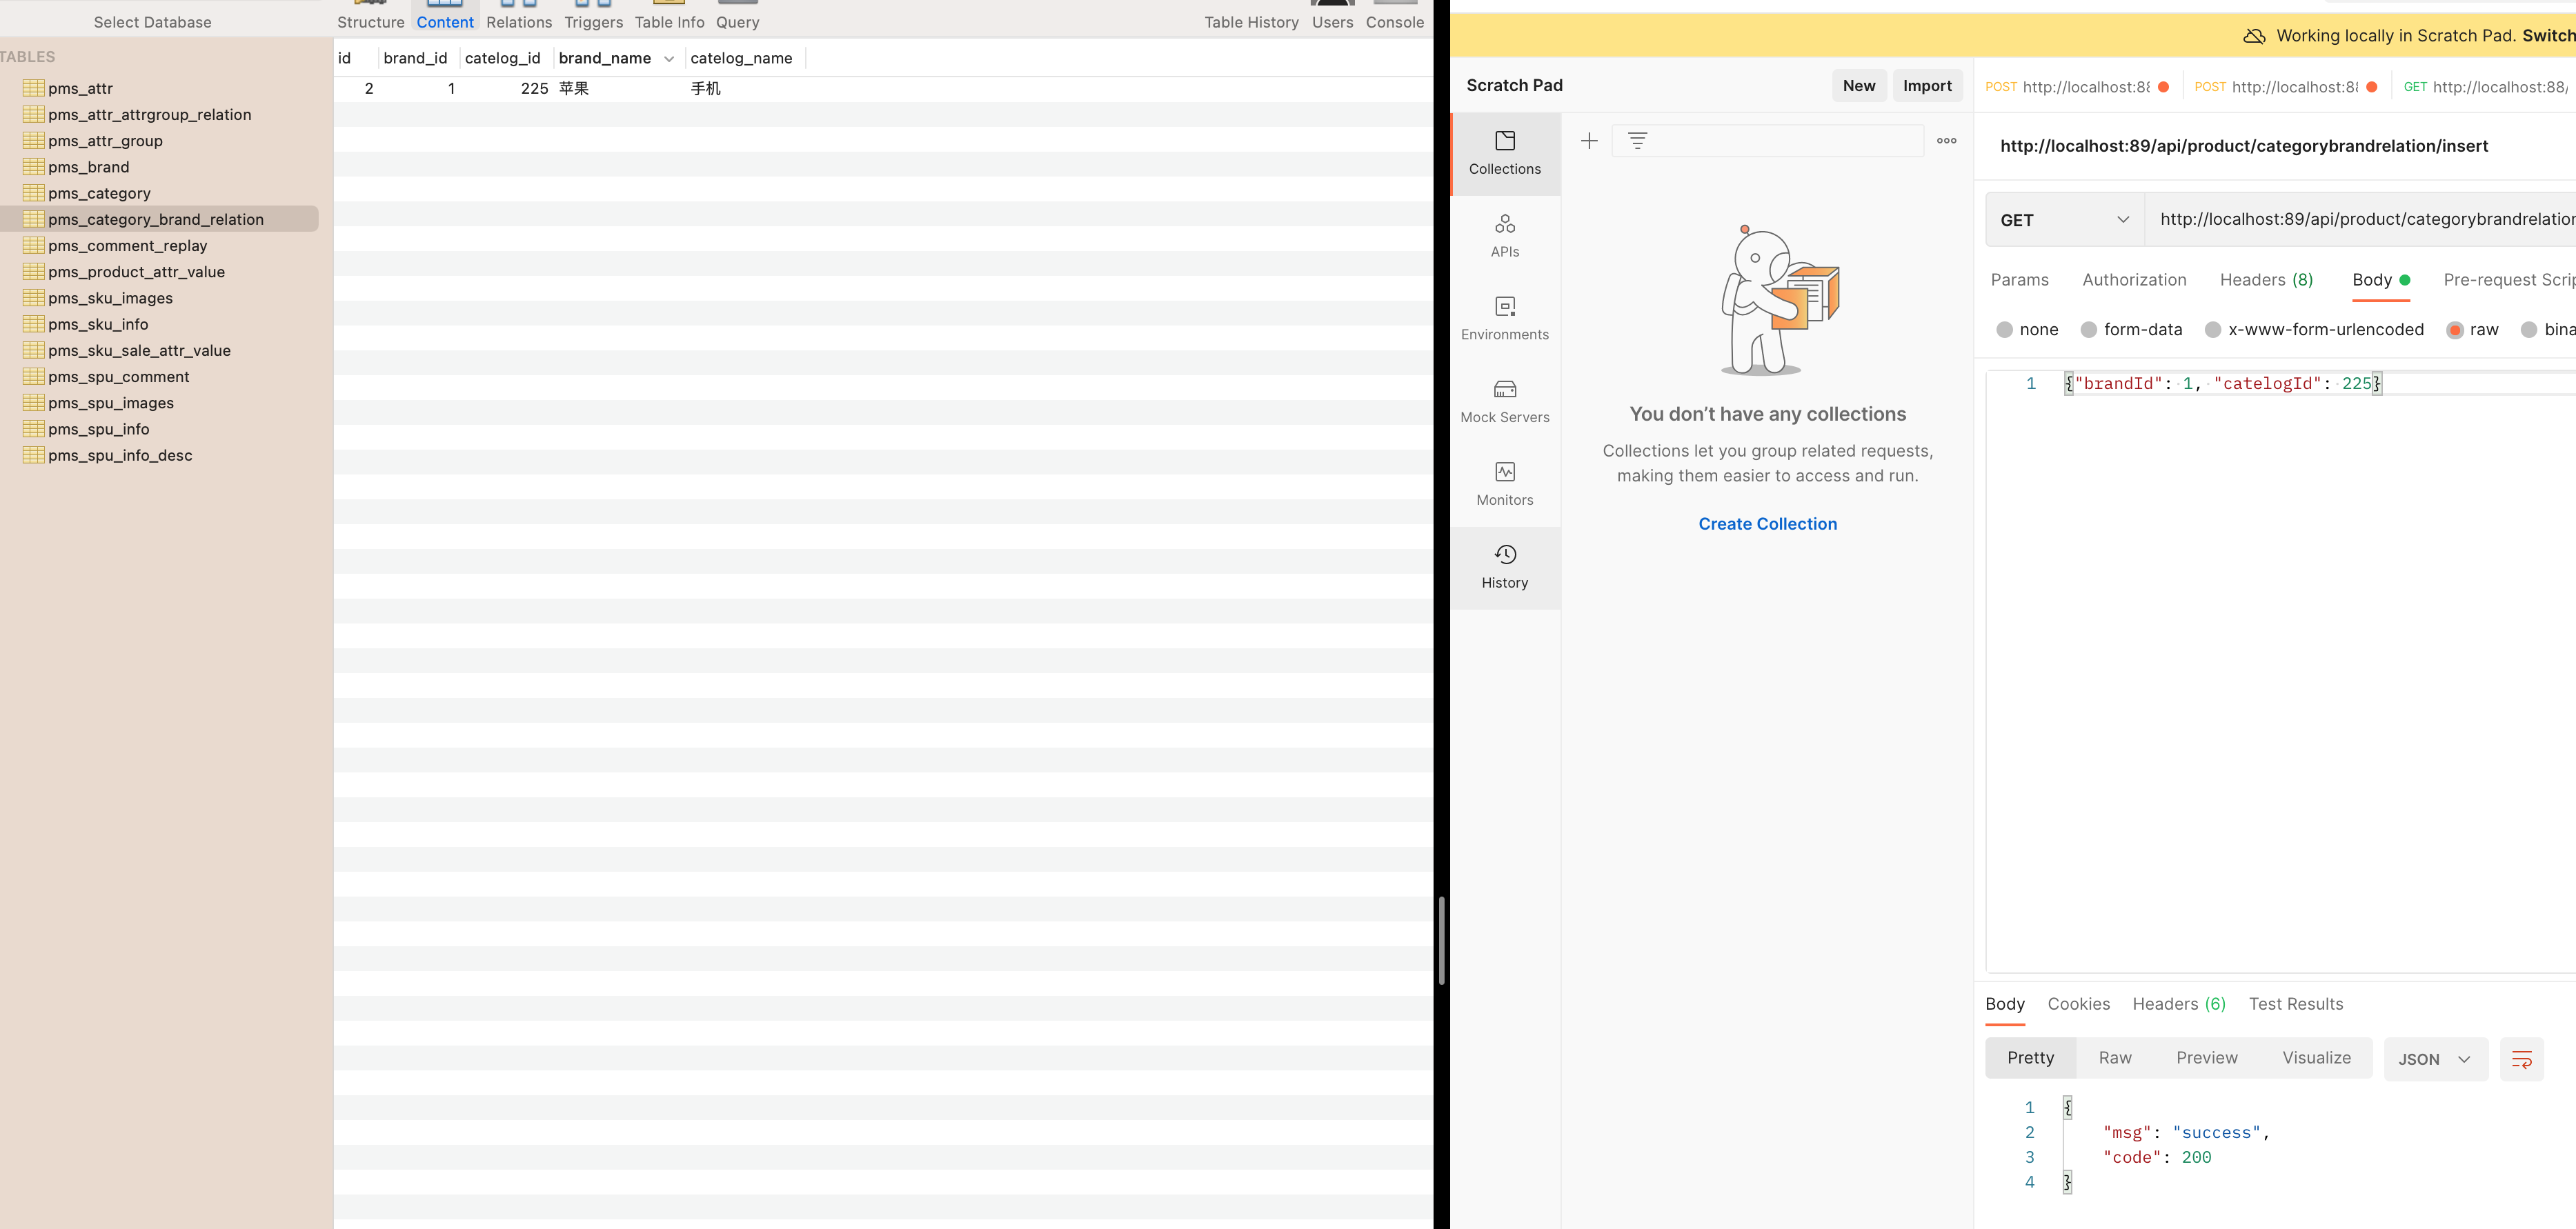 Select Database
Structure Content Relations Triggers Table Info Query Table History Users Console
TABLES
pms_attr
pms_attr_attrgroup_relation
pms_attr_group
pms_brand
pms_category
pms_category_brand_relation
pms_comment_replay
pms_product_attr_value
pms_sku_images
pms_sku_info
pms_sku_sale_attr_value
pms_spu_comment
pms_spu_images
pms_spu_info
pms_spu_info_desc
id brand_id catelog_id brand_name catelog_name
2 1 225 苹果 手机
Working locally in Scratch Pad. Switch
Scratch Pad New Import
POST http://localhost:88 POST http://localhost:88 GET http://localhost:88/
Collections
APIs
Environments
Mock Servers
Monitors
History
You don’t have any collections
Collections let you group related requests,
making them easier to access and run.
Create Collection
http://localhost:89/api/product/categorybrandrelation/insert
GET http://localhost:89/api/product/categorybrandrelation
Params Authorization Headers (8) Body Pre-request Scrip
none form-data x-www-form-urlencoded raw bina
1 {"brandId": 1, "catelogId": 225}
Body Cookies Headers (6) Test Results
Pretty Raw Preview Visualize JSON
1 {
2 "msg": "success",
3 "code": 200
4 }